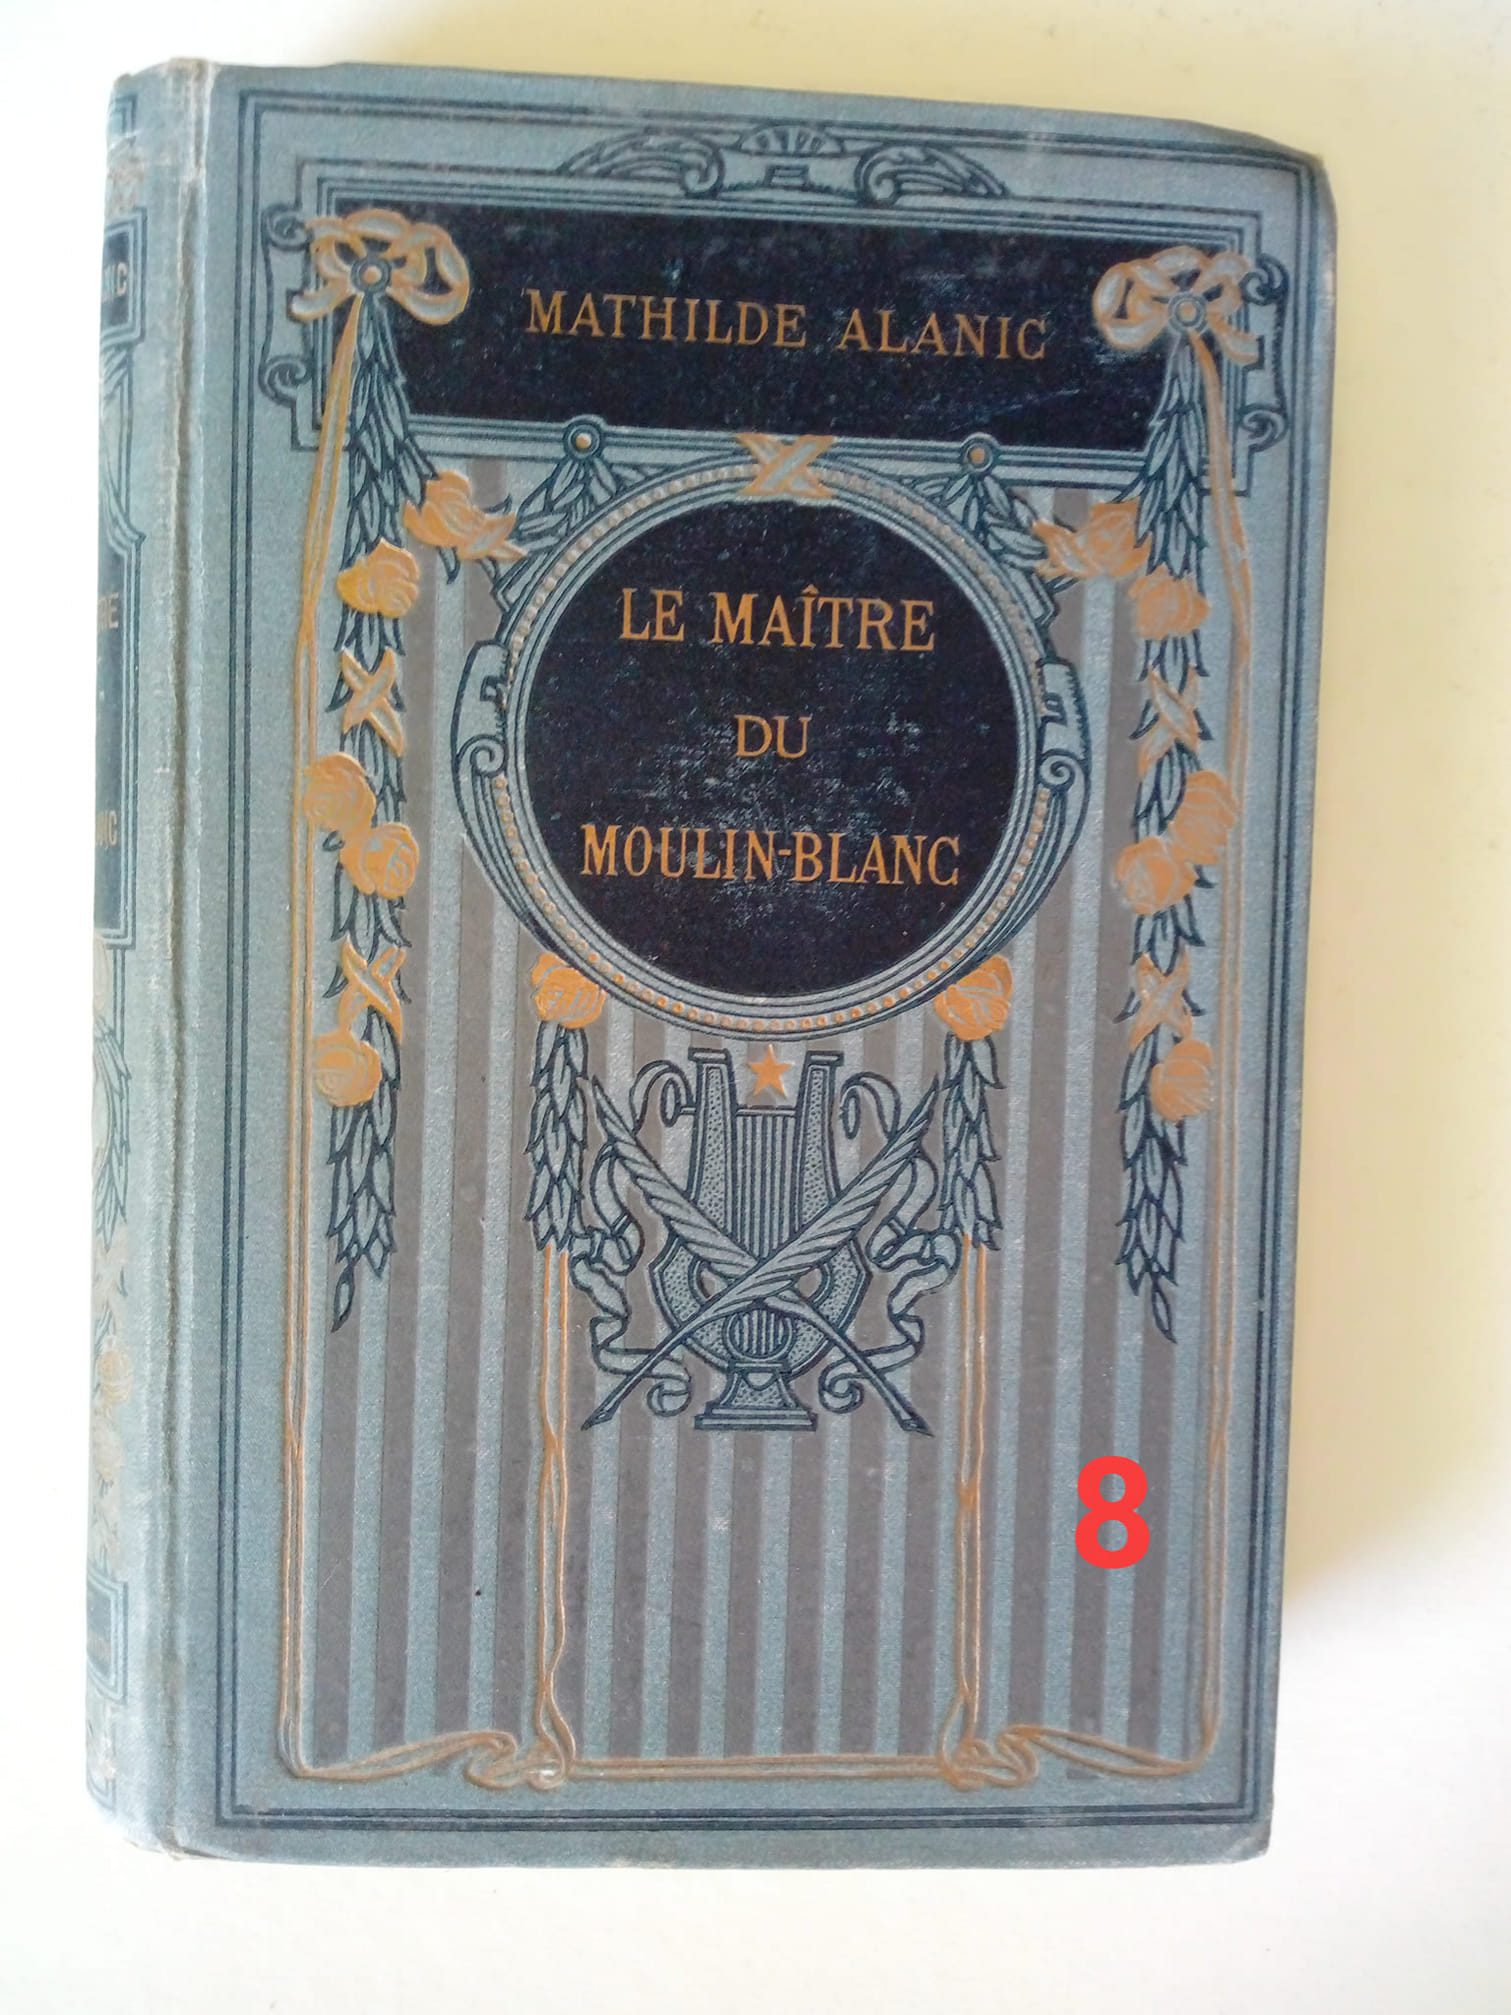 MATHILDE ALANIC
LE MAÎTRE
DU
MOULIN-BLANC
8